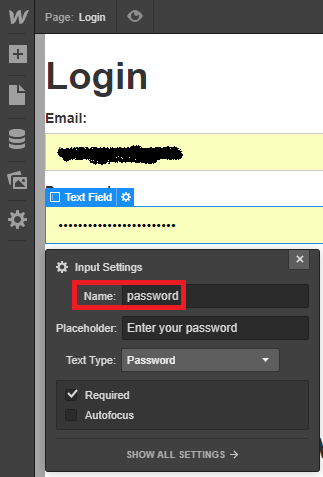 Page: Login
Login
Email:
Text Field
••••••••••••••••••••••••
Input Settings
Name: password
Placeholder: Enter your password
Text Type: Password
Required
Autofocus
SHOW ALL SETTINGS